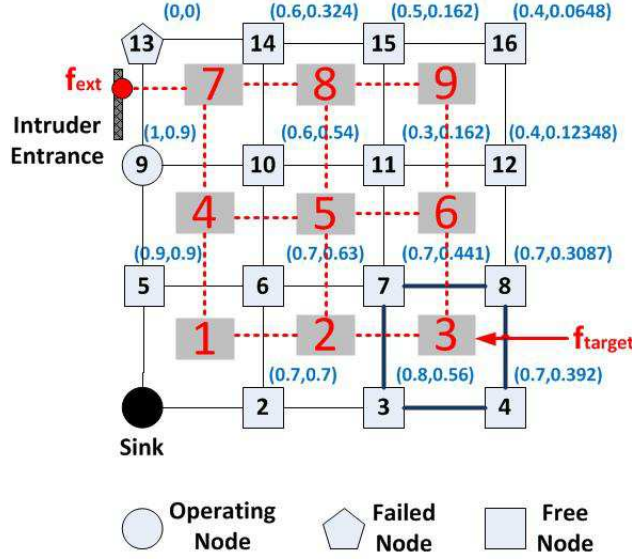 (0,0) (0.6,0.324) (0.5,0.162) (0.4,0.0648)
13 14 15 16
f_ext 7 8 9
Intruder
Entrance
(1,0.9) (0.6,0.54) (0.3,0.162) (0.4,0.12348)
9 10 11 12
4 5 6
(0.9,0.9) (0.7,0.63) (0.7,0.441) (0.7,0.3087)
5 6 7 8
1 2 3 f_target
(0.7,0.7) (0.8,0.56) (0.7,0.392)
2 3 4
Sink
Operating Failed Free
Node Node Node